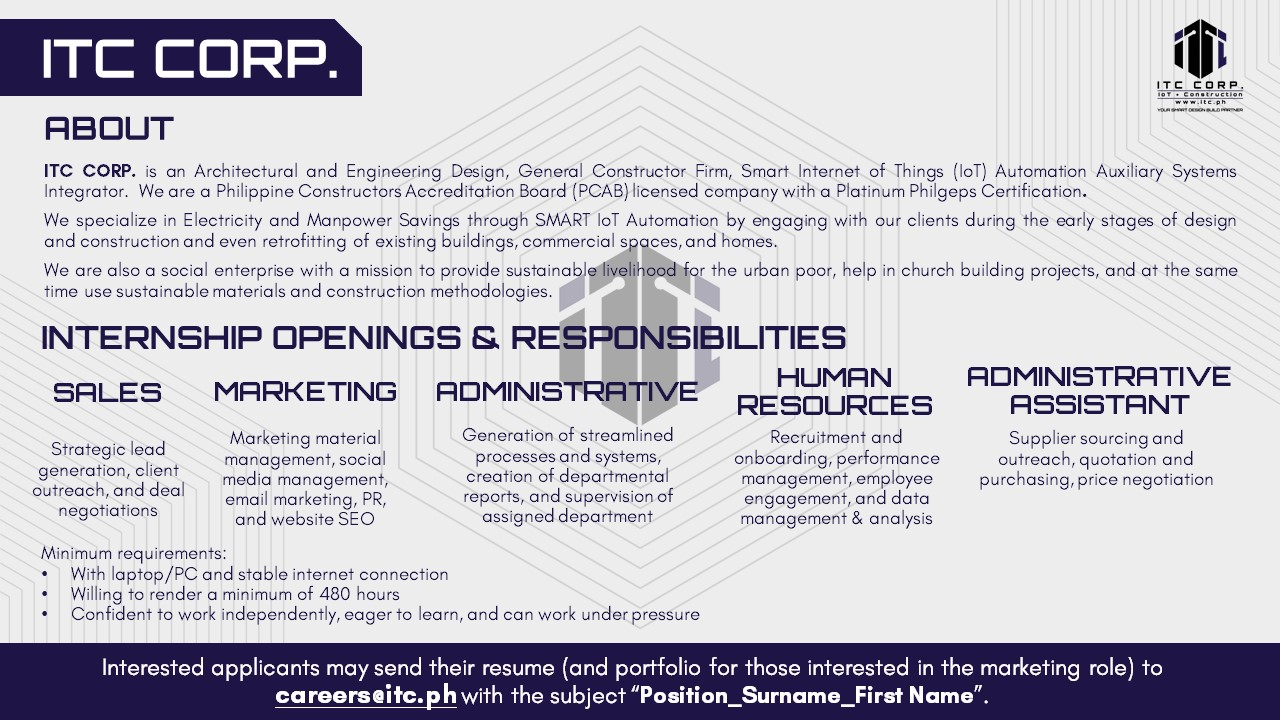 ITC CORP.
ITC CORP.
IoT + Construction
www.itc.ph
YOUR SMART DESIGN BUILD PARTNER
ABOUT
ITC CORP. is an Architectural and Engineering Design, General Constructor Firm, Smart Internet of Things (IoT) Automation Auxiliary Systems
Integrator. We are a Philippine Constructors Accreditation Board (PCAB) licensed company with a Platinum Philgeps Certification.
We specialize in Electricity and Manpower Savings through SMART IoT Automation by engaging with our clients during the early stages of design
and construction and even retrofitting of existing buildings, commercial spaces, and homes.
We are also a social enterprise with a mission to provide sustainable livelihood for the urban poor, help in church building projects, and at the same
time use sustainable materials and construction methodologies.
INTERNSHIP OPENINGS & RESPONSIBILITIES
SALES
Strategic lead
generation, client
outreach, and deal
negotiations
MARKETING
Marketing material
management, social
media management,
email marketing, PR,
and website SEO
ADMINISTRATIVE
Generation of streamlined
processes and systems,
creation of departmental
reports, and supervision of
assigned department
HUMAN
RESOURCES
Recruitment and
onboarding, performance
management, employee
engagement, and data
management & analysis
ADMINISTRATIVE
ASSISTANT
Supplier sourcing and
outreach, quotation and
purchasing, price negotiation
Minimum requirements:
• With laptop/PC and stable internet connection
• Willing to render a minimum of 480 hours
• Confident to work independently, eager to learn, and can work under pressure
Interested applicants may send their resume (and portfolio for those interested in the marketing role) to
careers@itc.ph with the subject “Position_Surname_First Name”.